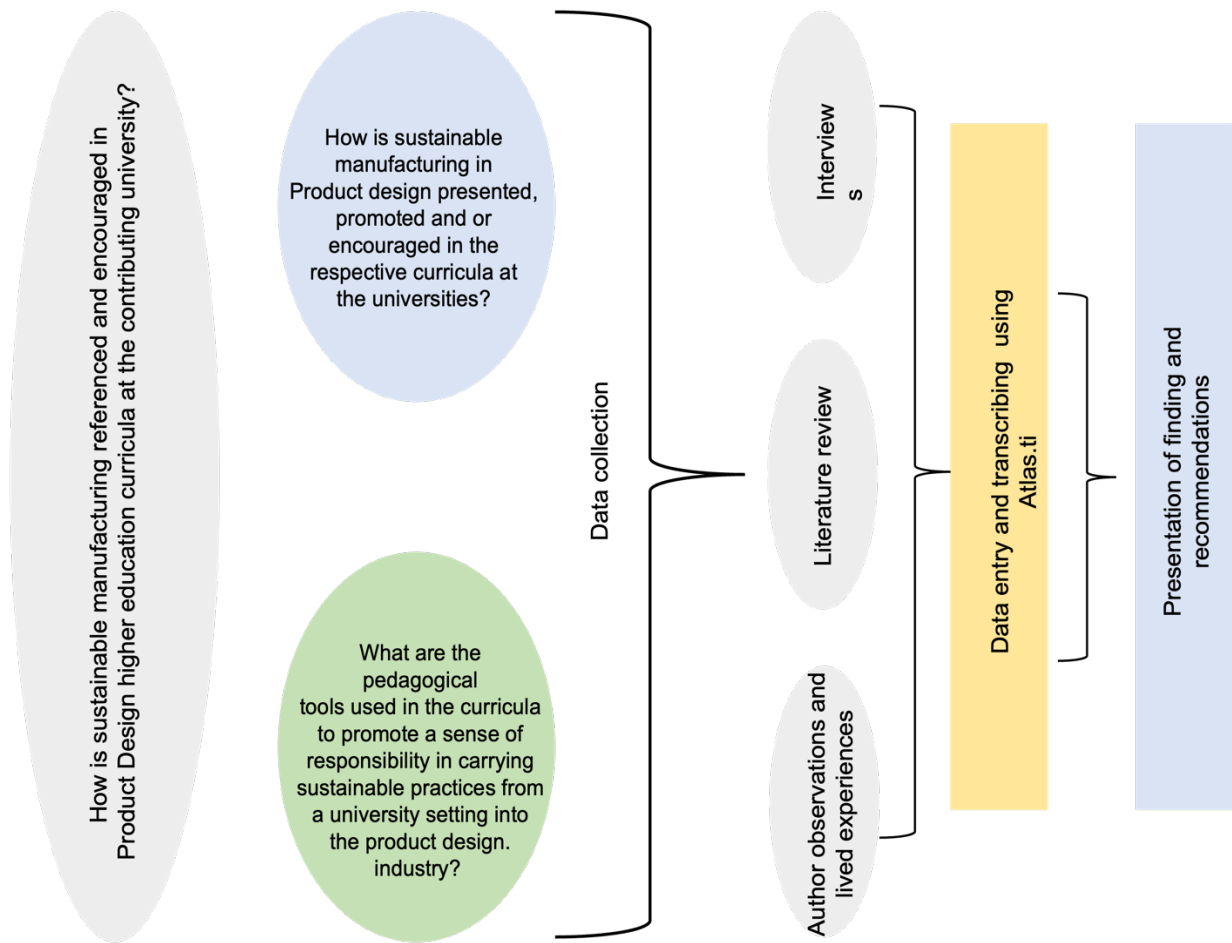 How is sustainable manufacturing referenced and encouraged in
Product Design higher education curricula at the contributing university?
What are the
pedagogical
tools used in the curricula
to promote a sense of
responsibility in carrying
sustainable practices from
a university setting into
the product design.
industry?
How is sustainable
manufacturing in
Product design presented,
promoted and or
encouraged in the
respective curricula at
the universities?
Data collection
Author observations and
lived experiences
Literature review
Interview
s
Data entry and transcribing using
Atlas.ti
Presentation of finding and
recommendations